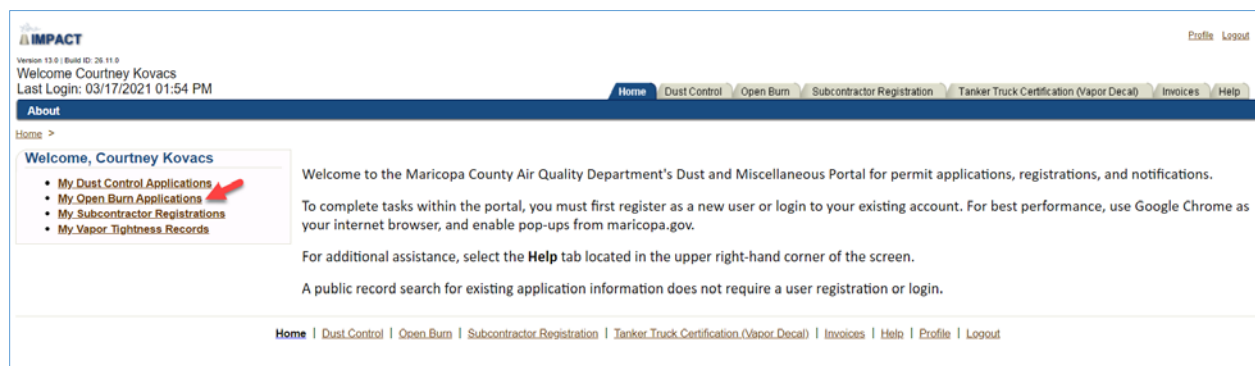 IMPACT
Profile Logout
Version 13.0 | Build ID: 26.11.0
Welcome Courtney Kovacs
Last Login: 03/17/2021 01:54 PM
Home Dust Control Open Burn Subcontractor Registration Tanker Truck Certification (Vapor Decal) Invoices Help
About
Home >
Welcome, Courtney Kovacs
• My Dust Control Applications
• My Open Burn Applications
• My Subcontractor Registrations
• My Vapor Tightness Records
Welcome to the Maricopa County Air Quality Department's Dust and Miscellaneous Portal for permit applications, registrations, and notifications.
To complete tasks within the portal, you must first register as a new user or login to your existing account. For best performance, use Google Chrome as
your internet browser, and enable pop-ups from maricopa.gov.
For additional assistance, select the Help tab located in the upper right-hand corner of the screen.
A public record search for existing application information does not require a user registration or login.
Home | Dust Control | Open Burn | Subcontractor Registration | Tanker Truck Certification (Vapor Decal) | Invoices | Help | Profile | Logout